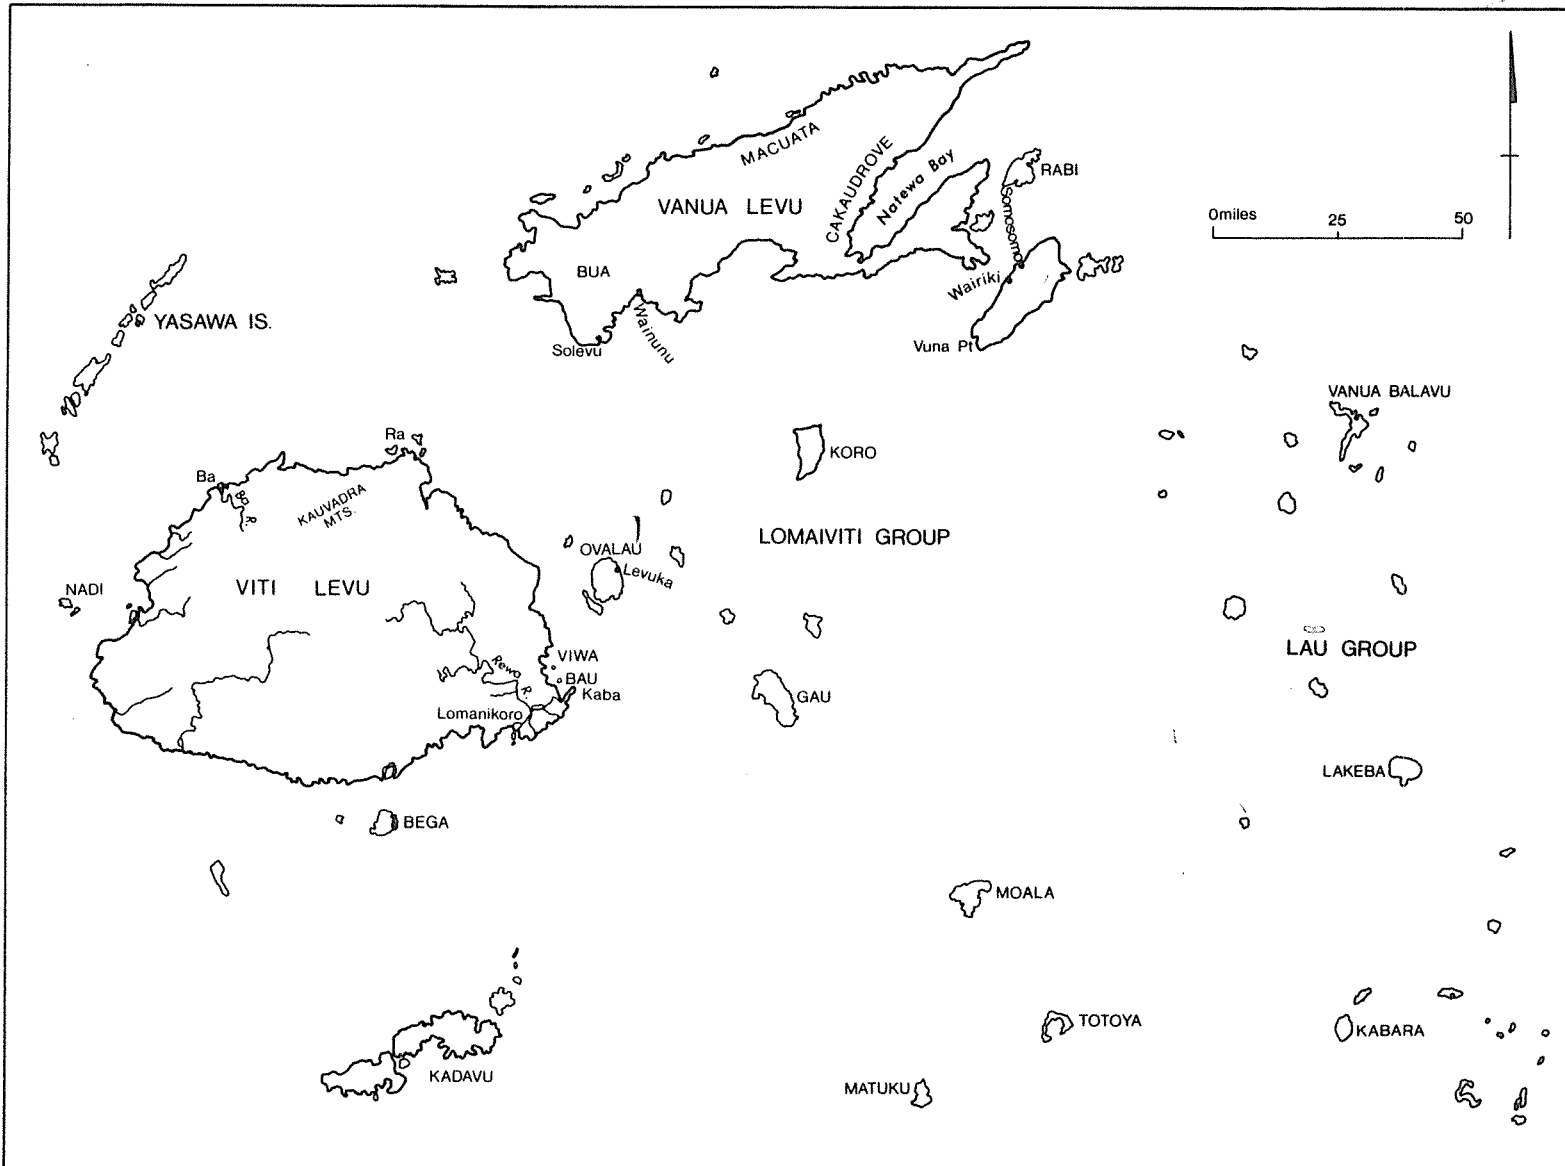 MACUATA
CAKAUDROVE
Natewa Bay
RABI
VANUA LEVU
Somosomo
0miles 25 50
BUA
Wairiki
YASAWA IS.
Wainunu
Solevu
Vuna Pt
VANUA BALAVU
Ra
KORO
Ba
Ba R.
KAUVADRA
MTS.
LOMAIVITI GROUP
OVALAU
Levuka
NADI
VITI LEVU
LAU GROUP
VIWA
Rewa R.
BAU
Kaba
GAU
Lomanikoro
LAKEBA
BEGA
MOALA
TOTOYA
KABARA
KADAVU
MATUKU